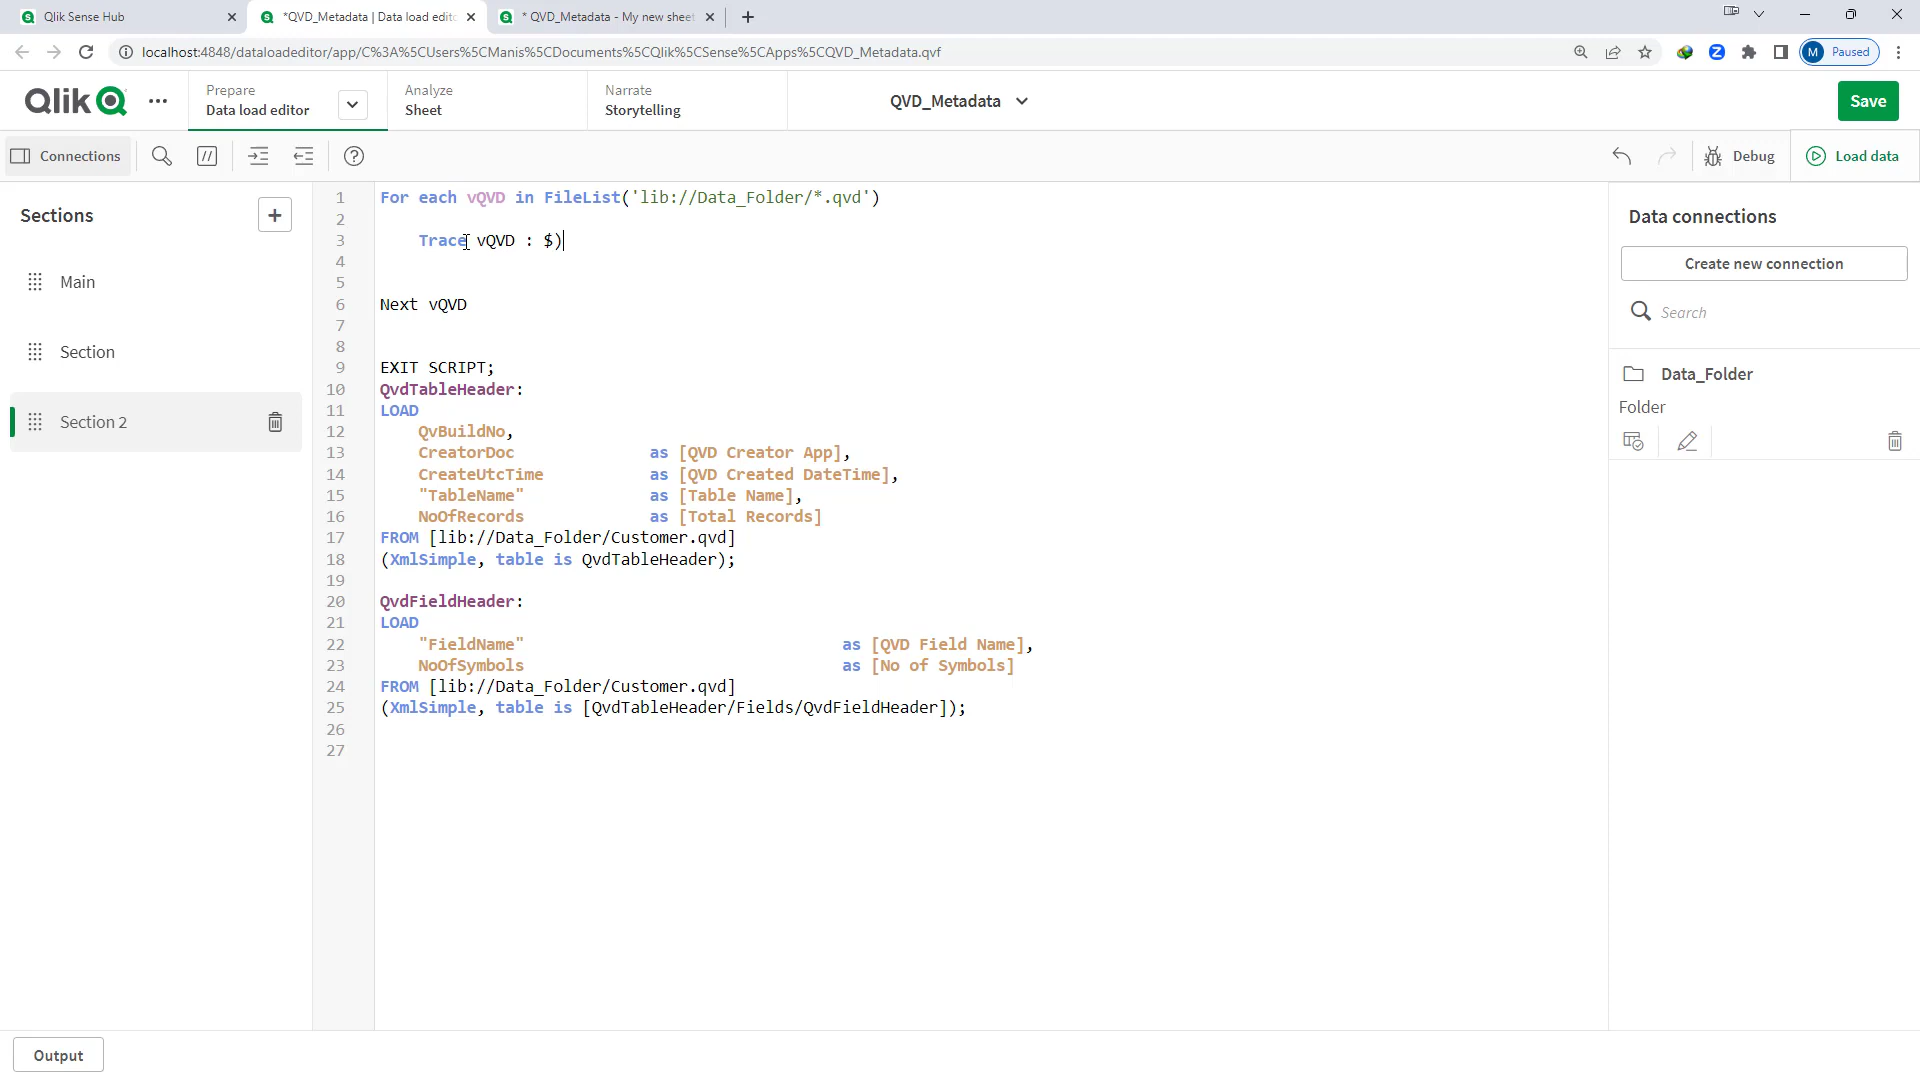 Qlik Sense Hub
*QVD_Metadata | Data load edito
* QVD_Metadata - My new sheet
localhost:4848/dataloadeditor/app/C%3A%5CUsers%5CManis%5CDocuments%5CQlik%5CSense%5CApps%5CQVD_Metadata.qvf
M Paused
Qlik
Prepare
Data load editor
Analyze
Sheet
Narrate
Storytelling
QVD_Metadata
Save
Connections
//
?
Debug
Load data
Sections
+
Main
Section
Section 2
1 For each vQVD in FileList('lib://Data_Folder/*.qvd')
2
3 Trace vQVD : $)
4
5
6 Next vQVD
7
8
9 EXIT SCRIPT;
10 QvdTableHeader:
11 LOAD
12 QvBuildNo,
13 CreatorDoc as [QVD Creator App],
14 CreateUtcTime as [QVD Created DateTime],
15 "TableName" as [Table Name],
16 NoOfRecords as [Total Records]
17 FROM [lib://Data_Folder/Customer.qvd]
18 (XmlSimple, table is QvdTableHeader);
19
20 QvdFieldHeader:
21 LOAD
22 "FieldName" as [QVD Field Name],
23 NoOfSymbols as [No of Symbols]
24 FROM [lib://Data_Folder/Customer.qvd]
25 (XmlSimple, table is [QvdTableHeader/Fields/QvdFieldHeader]);
26
27
Data connections
Create new connection
Search
Data_Folder
Folder
Output